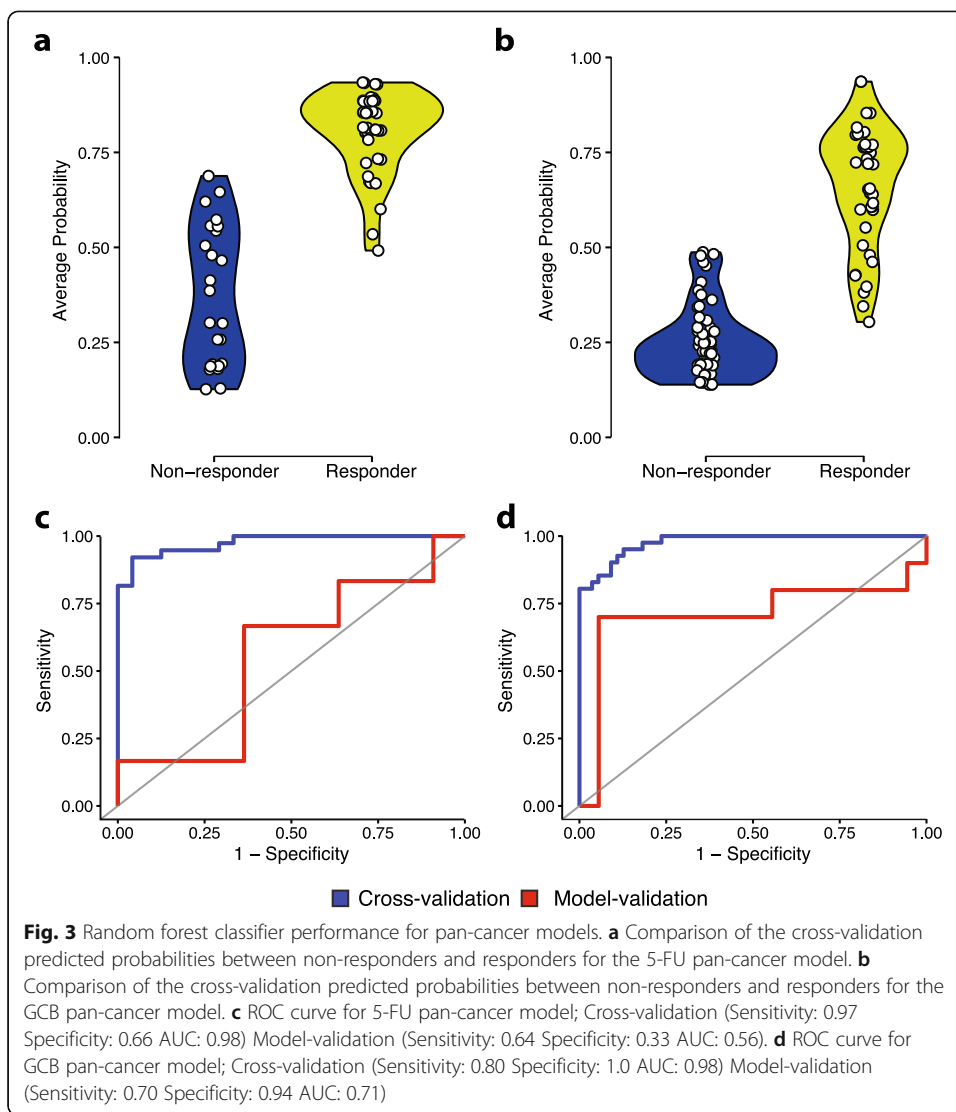 a
b
1.00
0.75
0.50
0.25
0.00
Average Probability
Non-responder
Responder
1.00
0.75
0.50
0.25
0.00
Average Probability
Non-responder
Responder
c
d
1.00
0.75
0.50
0.25
0.00
Sensitivity
0.00
0.25
0.50
0.75
1.00
1 − Specificity
1.00
0.75
0.50
0.25
0.00
Sensitivity
0.00
0.25
0.50
0.75
1.00
1 − Specificity
Cross-validation
Model-validation
Fig. 3 Random forest classifier performance for pan-cancer models. a Comparison of the cross-validation
predicted probabilities between non-responders and responders for the 5-FU pan-cancer model. b
Comparison of the cross-validation predicted probabilities between non-responders and responders for the
GCB pan-cancer model. c ROC curve for 5-FU pan-cancer model; Cross-validation (Sensitivity: 0.97
Specificity: 0.66 AUC: 0.98) Model-validation (Sensitivity: 0.64 Specificity: 0.33 AUC: 0.56). d ROC curve for
GCB pan-cancer model; Cross-validation (Sensitivity: 0.80 Specificity: 1.0 AUC: 0.98) Model-validation
(Sensitivity: 0.70 Specificity: 0.94 AUC: 0.71)